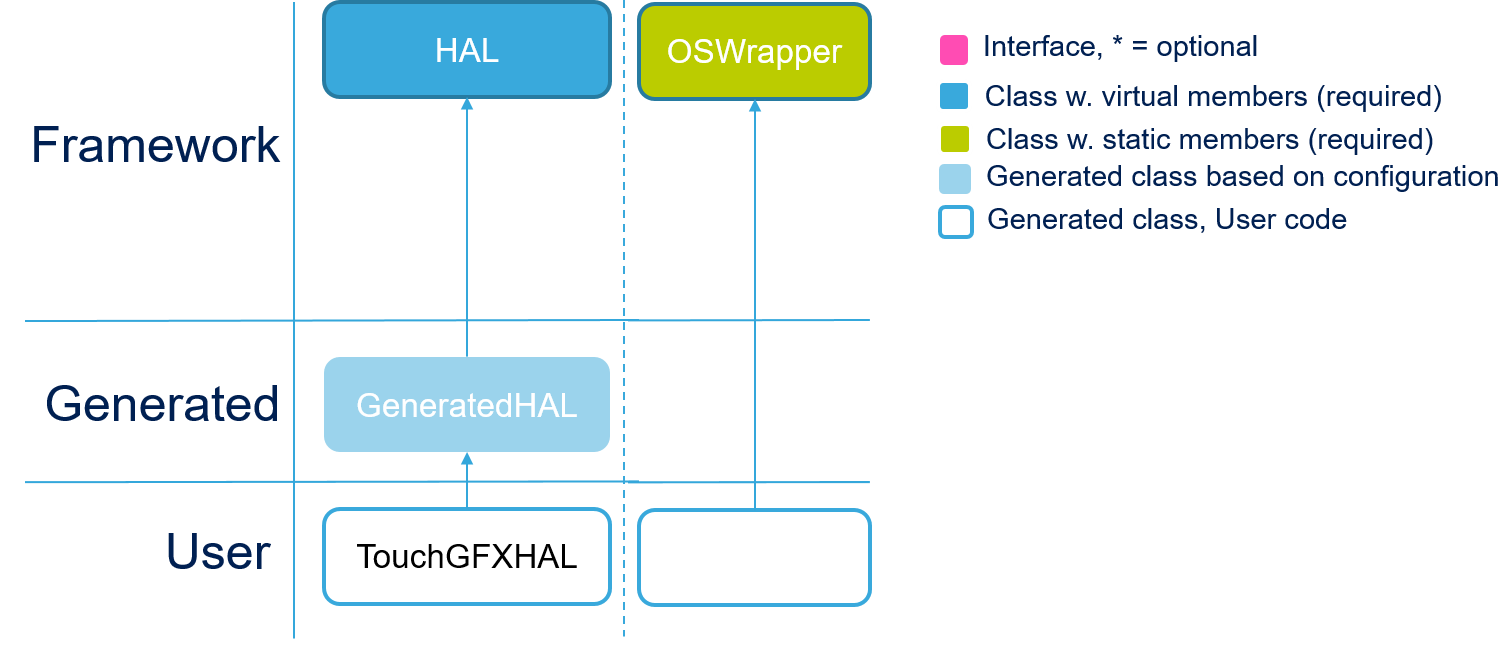 HAL
OSWrapper
Framework
Generated
GeneratedHAL
User
TouchGFXHAL
Interface, * = optional
Class w. virtual members (required)
Class w. static members (required)
Generated class based on configuration
Generated class, User code